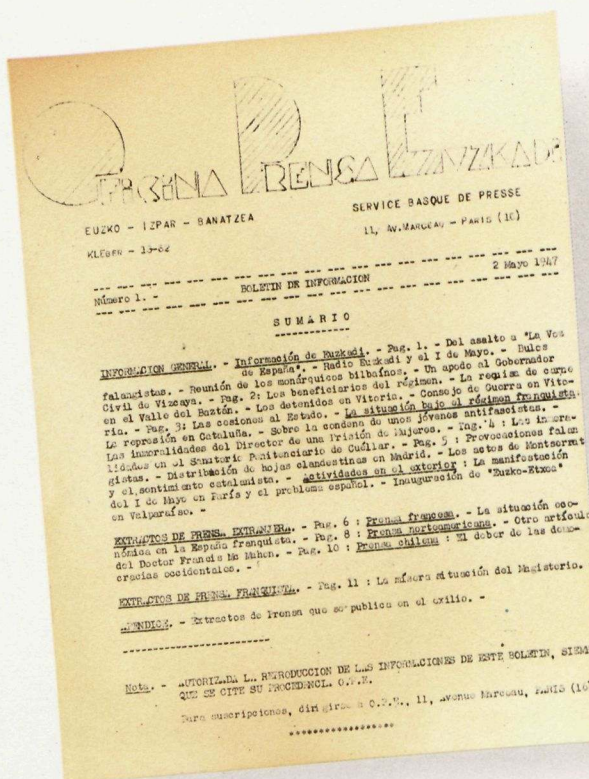 OFICINA PRENSA EUZKADI
EUZKO - IZPAR - BANATZEA
SERVICE BASQUE DE PRESSE
KLEBER - 13-62
11, AV.MARCEAU - PARIS (16)
Número 1. -
BOLETIN DE INFORMACION
2 Mayo 1947
SUMARIO
INFORMACION GENERAL. - Información de Euzkadi. - Pag. 1. - Del asalto a "La Voz
de España". - Radio Euzkadi y el I de Mayo. - Bulos
falangistas. - Reunión de los monárquicos bilbaínos. - Un apodo al Gobernador
Civil de Vizcaya. - Pag. 2: Los beneficiarios del régimen. - La requisa de carne
en el Valle del Baztán. - Los detenidos en Vitoria. - Consejo de Guerra en Vito-
ria. - Pag. 3: Las cesiones al Estado. - La situación bajo el régimen franquista.
La represión en Cataluña. - Sobre la condena de unos jóvenes antifascistas. -
Las inmoralidades del Director de una Prisión de Mujeres. - Pag. 4: Las inmora-
lidades en el Sanatorio Penitenciario de Cuéllar. - Pag. 5 : Provocaciones falan
gistas. - Distribución de hojas clandestinas en Madrid. - Los actos de Montserrat
y el sentimiento catalanista. - Actividades en el exterior : La manifestación
del I de Mayo en París y el problema español. - Inauguración de "Euzko-Etxea"
en Valparaíso. -
EXTRACTOS DE PRENSA EXTRANJERA. - Pag. 6 : Prensa francesa. - La situación eco-
nómica en la España franquista. - Pag. 8 : Prensa norteamericana. - Otro artículo
del Doctor Francis Mc Mahon. - Pag. 10 : Prensa chilena : El deber de las demo-
cracias occidentales. -
EXTRACTOS DE PRENSA FRANQUISTA. - Pag. 11 : La mísera situación del Magisterio.
APENDICE. - Extractos de Prensa que se publica en el exilio. -
Nota. - AUTORIZADA LA REPRODUCCION DE LAS INFORMACIONES DE ESTE BOLETIN, SIEM
QUE SE CITE SU PROCEDENCIA O.P.E.
Para suscripciones, dirigirse a O.P.E., 11, avenue Marceau, PARIS (16